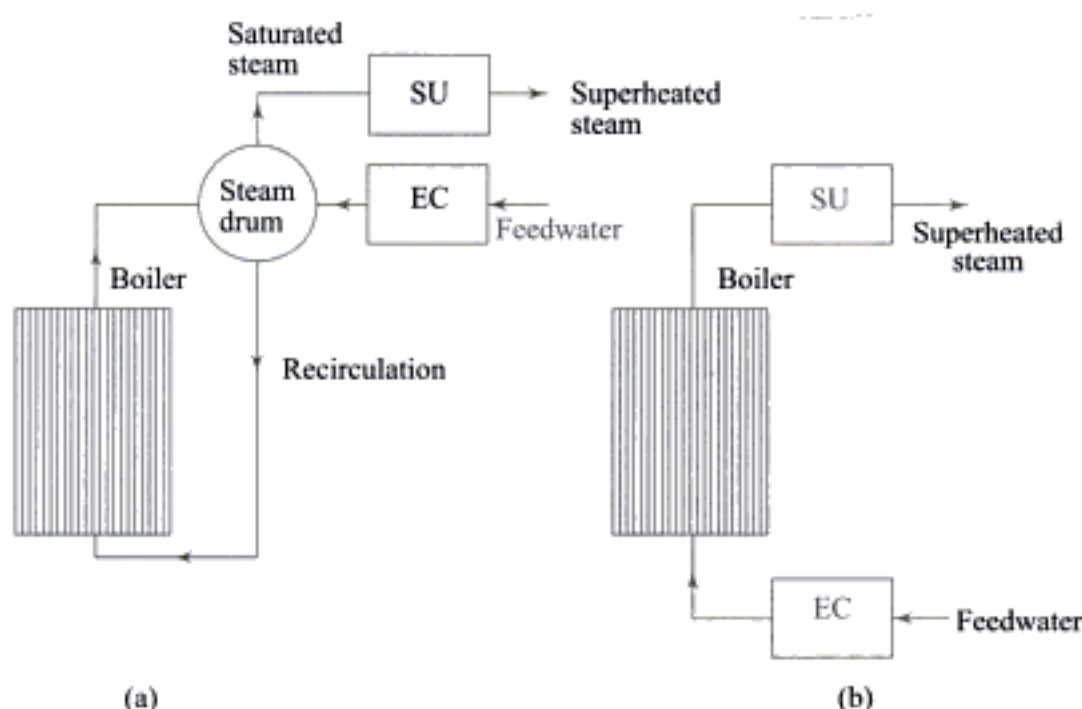 Saturated
steam
SU
Superheated
steam
Steam
drum
EC
Feedwater
Boiler
Recirculation
(a)
SU
Superheated
steam
Boiler
EC
Feedwater
(b)